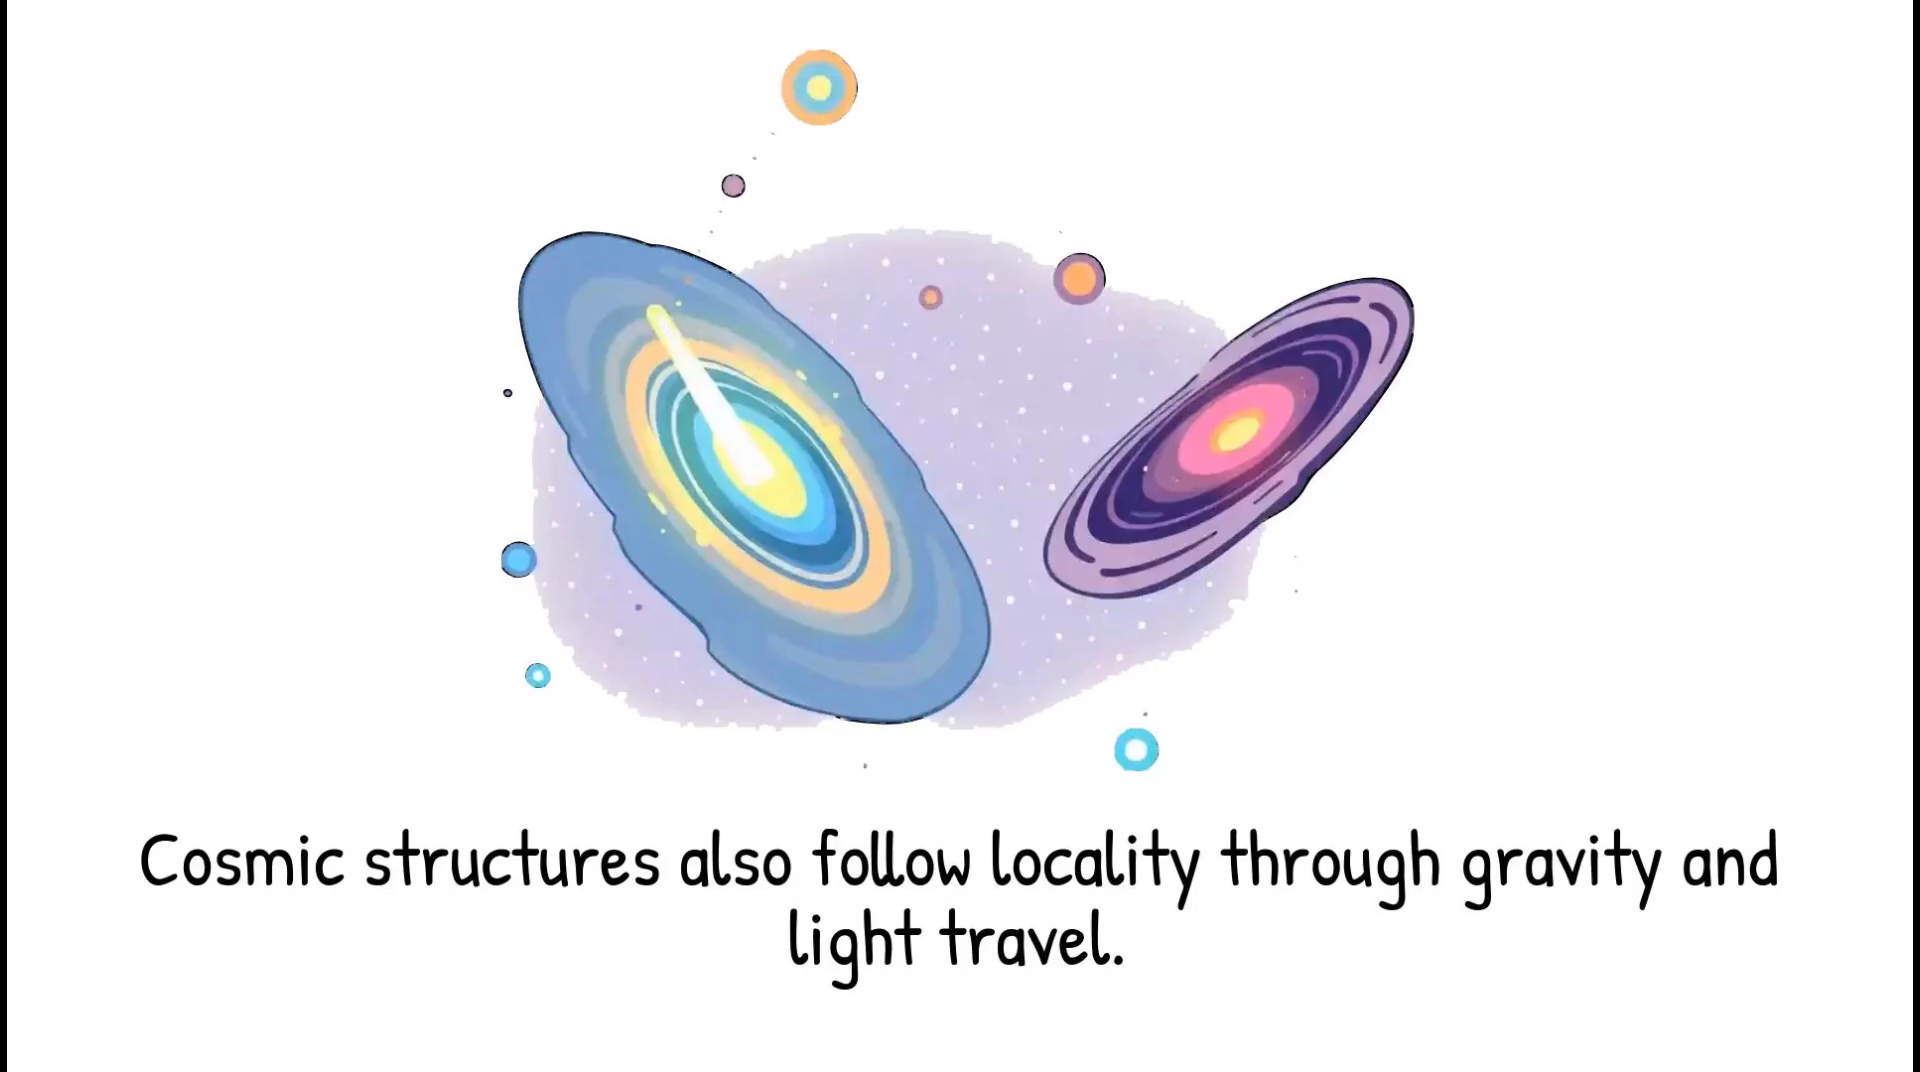 Cosmic structures also follow locality through gravity and
light travel.